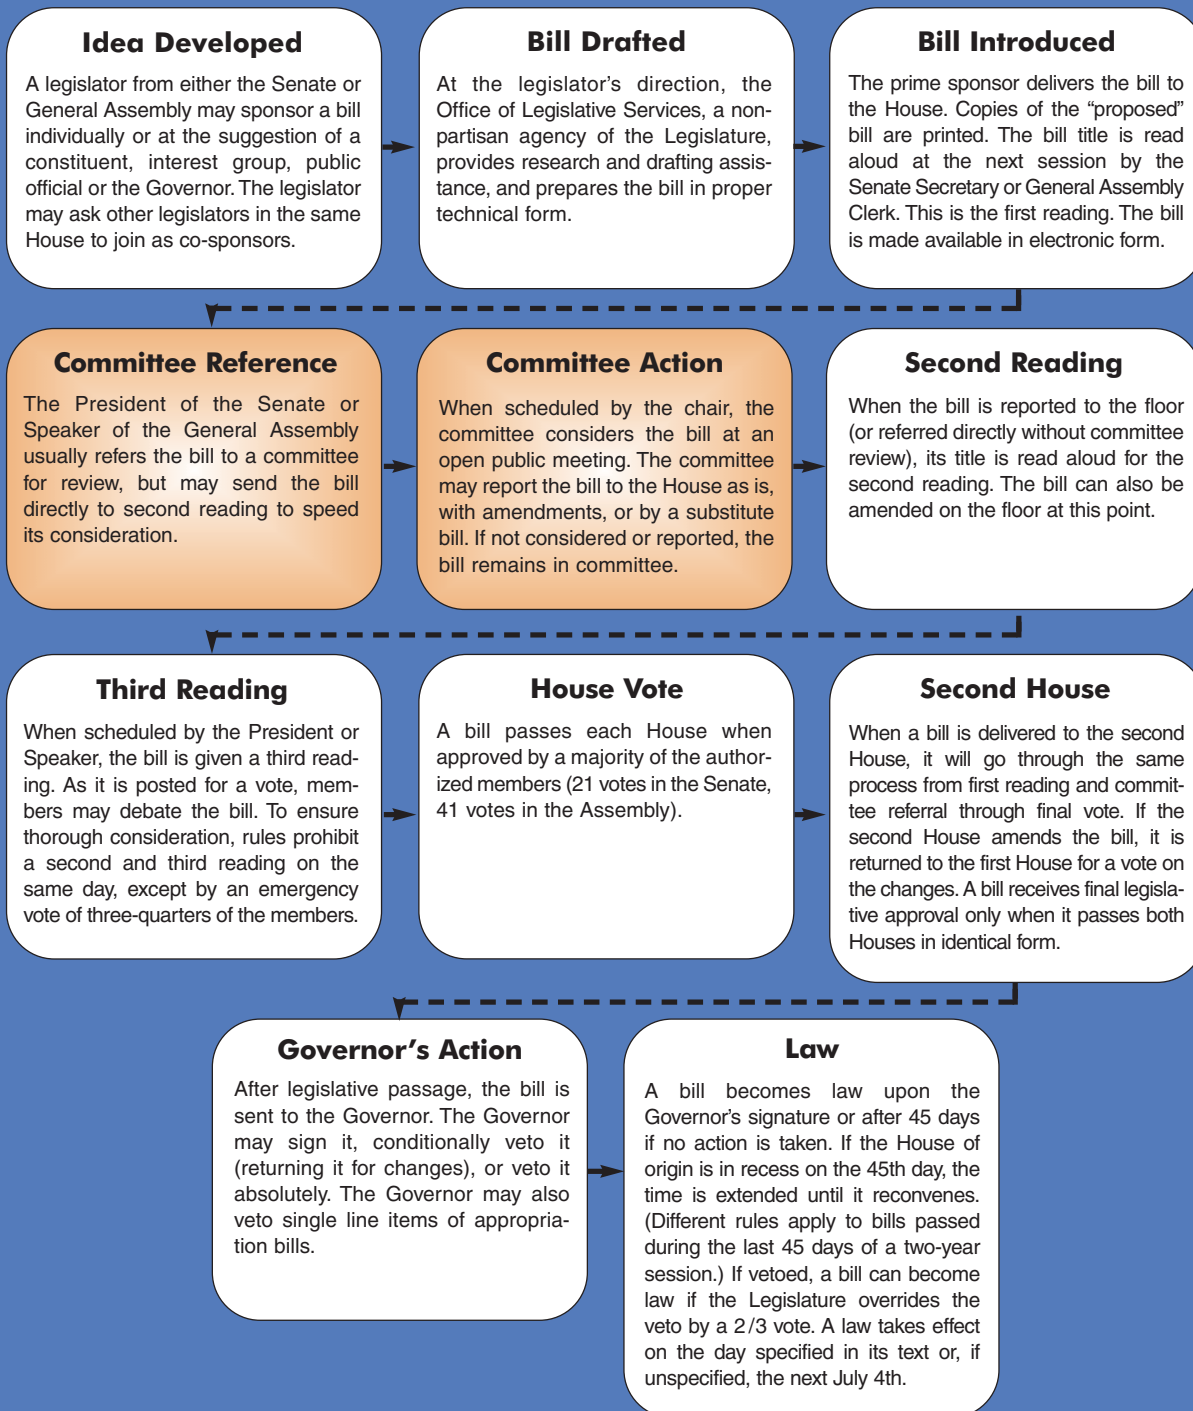 Idea Developed
A legislator from either the Senate or
General Assembly may sponsor a bill
individually or at the suggestion of a
constituent, interest group, public
official or the Governor. The legislator
may ask other legislators in the same
House to join as co-sponsors.
Bill Drafted
At the legislator's direction, the
Office of Legislative Services, a non-
partisan agency of the Legislature,
provides research and drafting assis-
tance, and prepares the bill in proper
technical form.
Bill Introduced
The prime sponsor delivers the bill to
the House. Copies of the “proposed”
bill are printed. The bill title is read
aloud at the next session by the
Senate Secretary or General Assembly
Clerk. This is the first reading. The bill
is made available in electronic form.
Committee Reference
The President of the Senate or
Speaker of the General Assembly
usually refers the bill to a committee
for review, but may send the bill
directly to second reading to speed
its consideration.
Committee Action
When scheduled by the chair, the
committee considers the bill at an
open public meeting. The committee
may report the bill to the House as is,
with amendments, or by a substitute
bill. If not considered or reported, the
bill remains in committee.
Second Reading
When the bill is reported to the floor
(or referred directly without committee
review), its title is read aloud for the
second reading. The bill can also be
amended on the floor at this point.
Third Reading
When scheduled by the President or
Speaker, the bill is given a third read-
ing. As it is posted for a vote, mem-
bers may debate the bill. To ensure
thorough consideration, rules prohibit
a second and third reading on the
same day, except by an emergency
vote of three-quarters of the members.
House Vote
A bill passes each House when
approved by a majority of the author-
ized members (21 votes in the Senate,
41 votes in the Assembly).
Second House
When a bill is delivered to the second
House, it will go through the same
process from first reading and commit-
tee referral through final vote. If the
second House amends the bill, it is
returned to the first House for a vote on
the changes. A bill receives final legisla-
tive approval only when it passes both
Houses in identical form.
Governor's Action
After legislative passage, the bill is
sent to the Governor. The Governor
may sign it, conditionally veto it
(returning it for changes), or veto it
absolutely. The Governor may also
veto single line items of appropria-
tion bills.
Law
A bill becomes law upon the
Governor's signature or after 45 days
if no action is taken. If the House of
origin is in recess on the 45th day, the
time is extended until it reconvenes.
(Different rules apply to bills passed
during the last 45 days of a two-year
session.) If vetoed, a bill can become
law if the Legislature overrides the
veto by a 2/3 vote. A law takes effect
on the day specified in its text or, if
unspecified, the next July 4th.